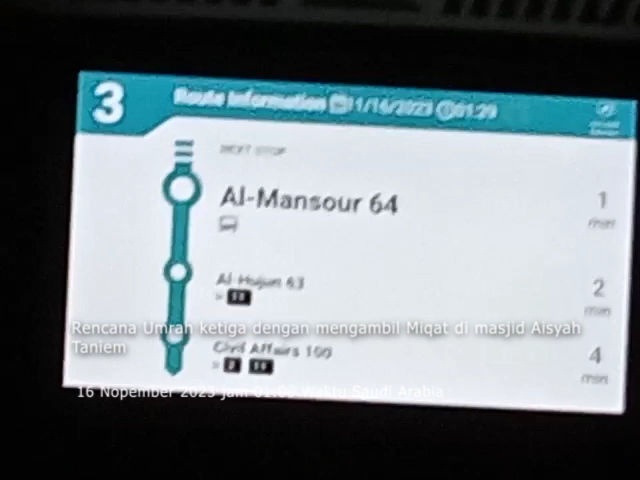 3
Route Information 11/16/2023 01:29
NEXT STOP
Al-Mansour 64
1
min
Al-Hujun 63
2
min
Rencana Umrah ketiga dengan mengambil Miqat di masjid Aisyah
Taniem
Civil Affairs 100
4
min
16 Nopember 2023 jam Waktu Saudi Arabia